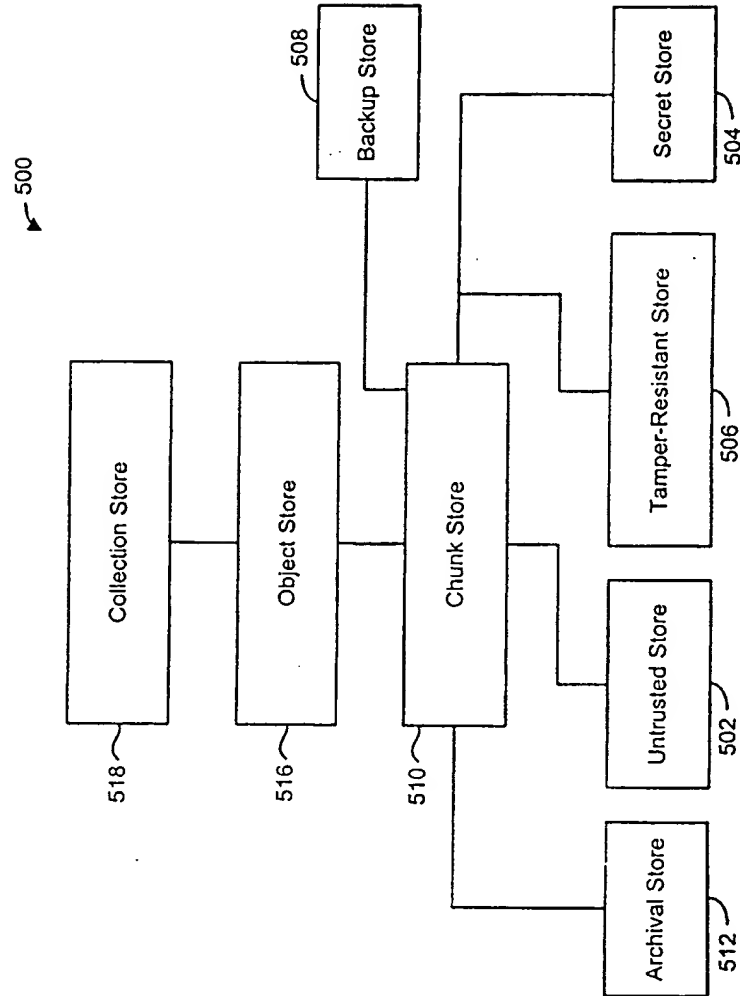 500
Collection Store
518
Object Store
516
508
Backup Store
Chunk Store
510
Archival Store
512
Untrusted Store
502
Tamper-Resistant Store
506
Secret Store
504